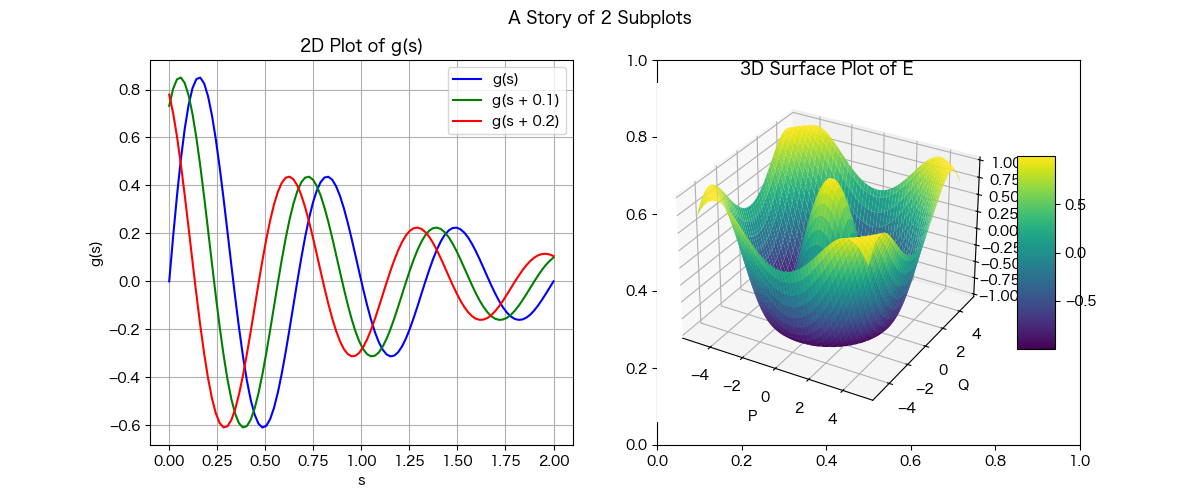 A Story of 2 Subplots
2D Plot of g(s)
g(s)
g(s + 0.1)
g(s + 0.2)
0.8
0.6
0.4
0.2
0.0
−0.2
−0.4
−0.6
g(s)
0.00 0.25 0.50 0.75 1.00 1.25 1.50 1.75 2.00
s
3D Surface Plot of E
1.0
0.8
0.6
0.4
0.2
0.0
0.0 0.2 0.4 0.6 0.8 1.0
−4 −2 0 2 4
P
−4 −2 0 2 4
Q
1.00
0.75
0.50
0.25
0.00
−0.25
−0.50
−0.75
−1.00
0.5
0.0
−0.5